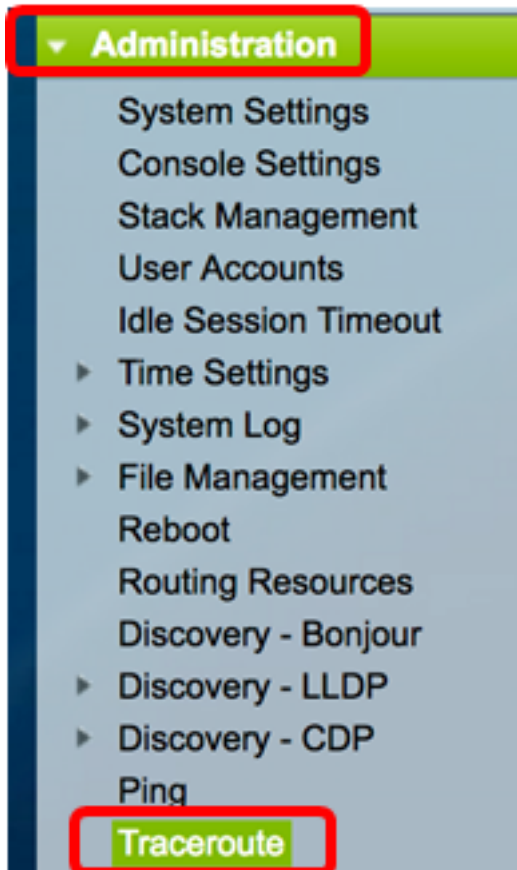 Administration
System Settings
Console Settings
Stack Management
User Accounts
Idle Session Timeout
Time Settings
System Log
File Management
Reboot
Routing Resources
Discovery - Bonjour
Discovery - LLDP
Discovery - CDP
Ping
Traceroute